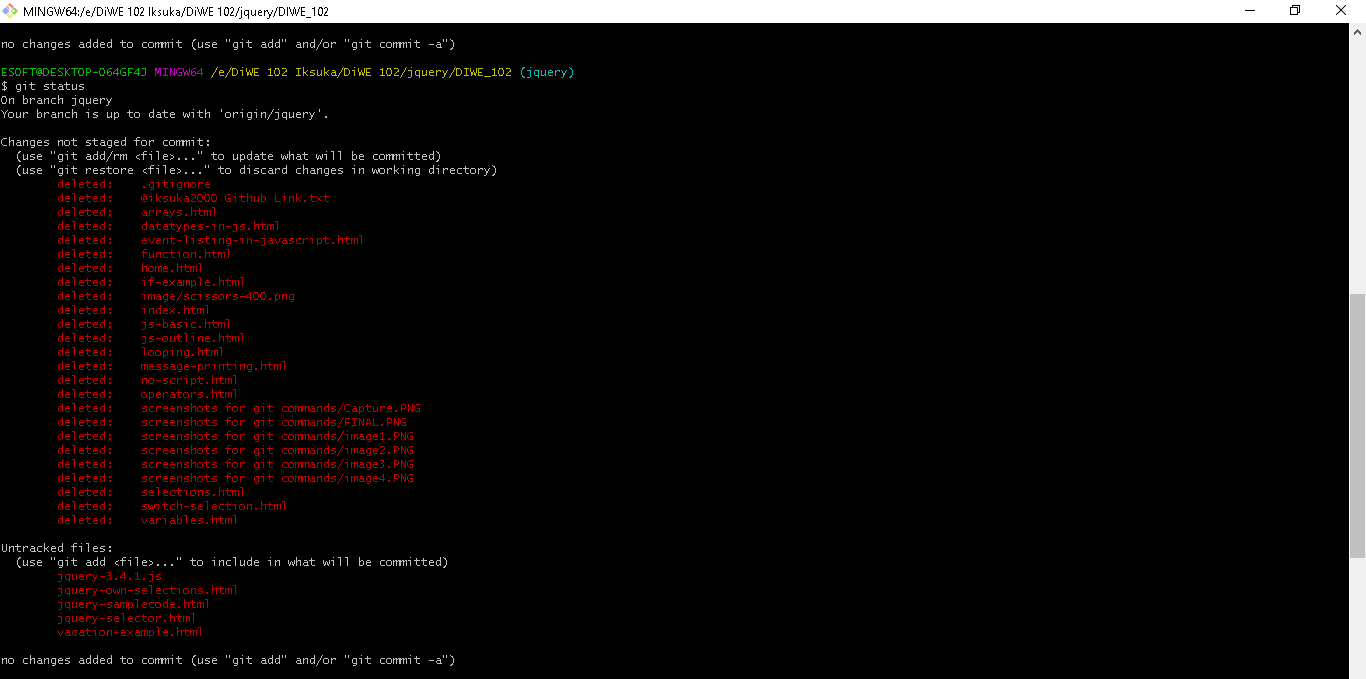 MINGW64:/e/DiWE 102 Iksuka/DiWE 102/jquery/DIWE_102
no changes added to commit (use "git add" and/or "git commit -a")
ESOFT@DESKTOP-O64GF4J MINGW64 /e/DiWE 102 Iksuka/DiWE 102/jquery/DIWE_102 (jquery)
$ git status
On branch jquery
Your branch is up to date with 'origin/jquery'.
Changes not staged for commit:
(use "git add/rm <file>..." to update what will be committed)
(use "git restore <file>..." to discard changes in working directory)
deleted: .gitignore
deleted: @iksuka2000 Github Link.txt
deleted: arrays.html
deleted: datatypes-in-js.html
deleted: event-listing-in-javascript.html
deleted: function.html
deleted: home.html
deleted: if-example.html
deleted: image/scissors-400.png
deleted: index.html
deleted: js-basic.html
deleted: js-outline.html
deleted: looping.html
deleted: message-printing.html
deleted: no-script.html
deleted: operators.html
deleted: screenshots for git commands/Capture.PNG
deleted: screenshots for git commands/FINAL.PNG
deleted: screenshots for git commands/image1.PNG
deleted: screenshots for git commands/image2.PNG
deleted: screenshots for git commands/image3.PNG
deleted: screenshots for git commands/image4.PNG
deleted: selections.html
deleted: switch-selection.html
deleted: variables.html
Untracked files:
(use "git add <file>..." to include in what will be committed)
jquery-3.4.1.js
jquery-own-selections.html
jquery-samplecode.html
jquery-selector.html
vacation-example.html
no changes added to commit (use "git add" and/or "git commit -a")